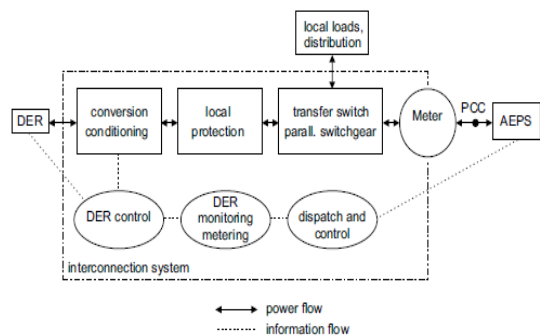 local loads,
distribution
DER
conversion
conditioning
local
protection
transfer switch
parall. switchgear
Meter
PCC
AEPS
DER control
DER
monitoring
metering
dispatch and
control
interconnection system
power flow
information flow